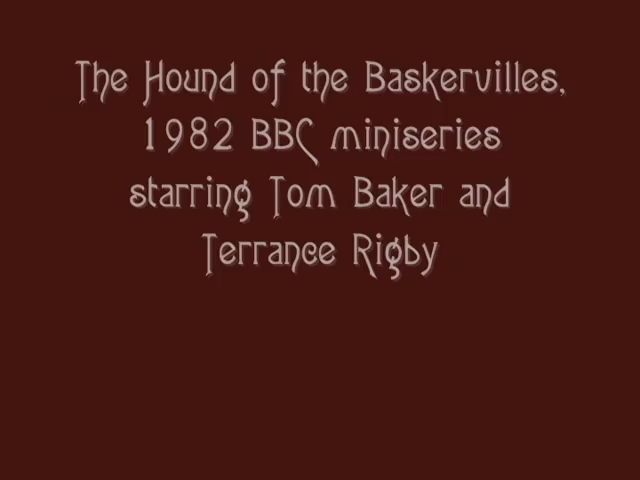 The Hound of the Baskervilles,
1982 BBC miniseries
starring Tom Baker and
Terrance Rigby